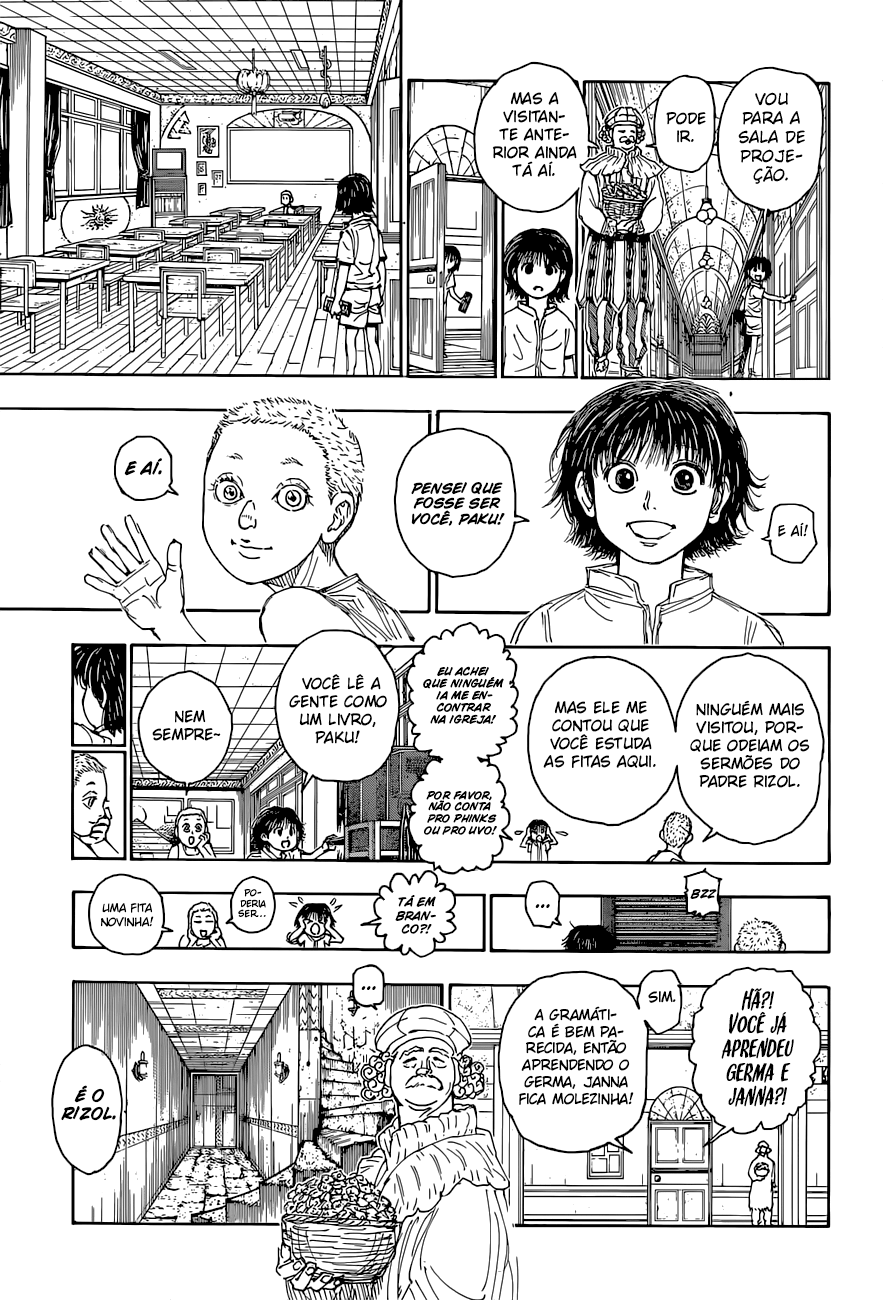 VOU
PARA A
SALA DE
PROJE-
ÇÃO.
PODE
IR.
MAS A
VISITAN-
TE ANTE-
RIOR AINDA
TÁ AÍ.
E AÍ!
PENSEI QUE
FOSSE SER
VOCÊ, PAKU!
E AÍ.
NINGUÉM MAIS
VISITOU, POR-
QUE ODEIAM OS
SERMÕES DO
PADRE RIZOL.
MAS ELE ME
CONTOU QUE
VOCÊ ESTUDA
AS FITAS AQUI.
EU ACHEI
QUE NINGUÉM
IA ME EN-
CONTRAR
NA IGREJA!
POR FAVOR,
NÃO CONTA
PRO PHINKS
OU PRO UVO!
VOCÊ LÊ A
GENTE COMO
UM LIVRO,
PAKU!
NEM
SEMPRE~
BZZ
...
TÁ EM
BRAN-
CO?!
PO-
DERIA
SER...
UMA FITA
NOVINHA!
HÃ?!
VOCÊ JÁ
APRENDEU
GERMA E
JANNA?!
SIM.
A GRAMÁTI-
CA É BEM PA-
RECIDA, ENTÃO
APRENDENDO O
GERMA, JANNA
FICA MOLEZINHA!
...
É O
RIZOL.